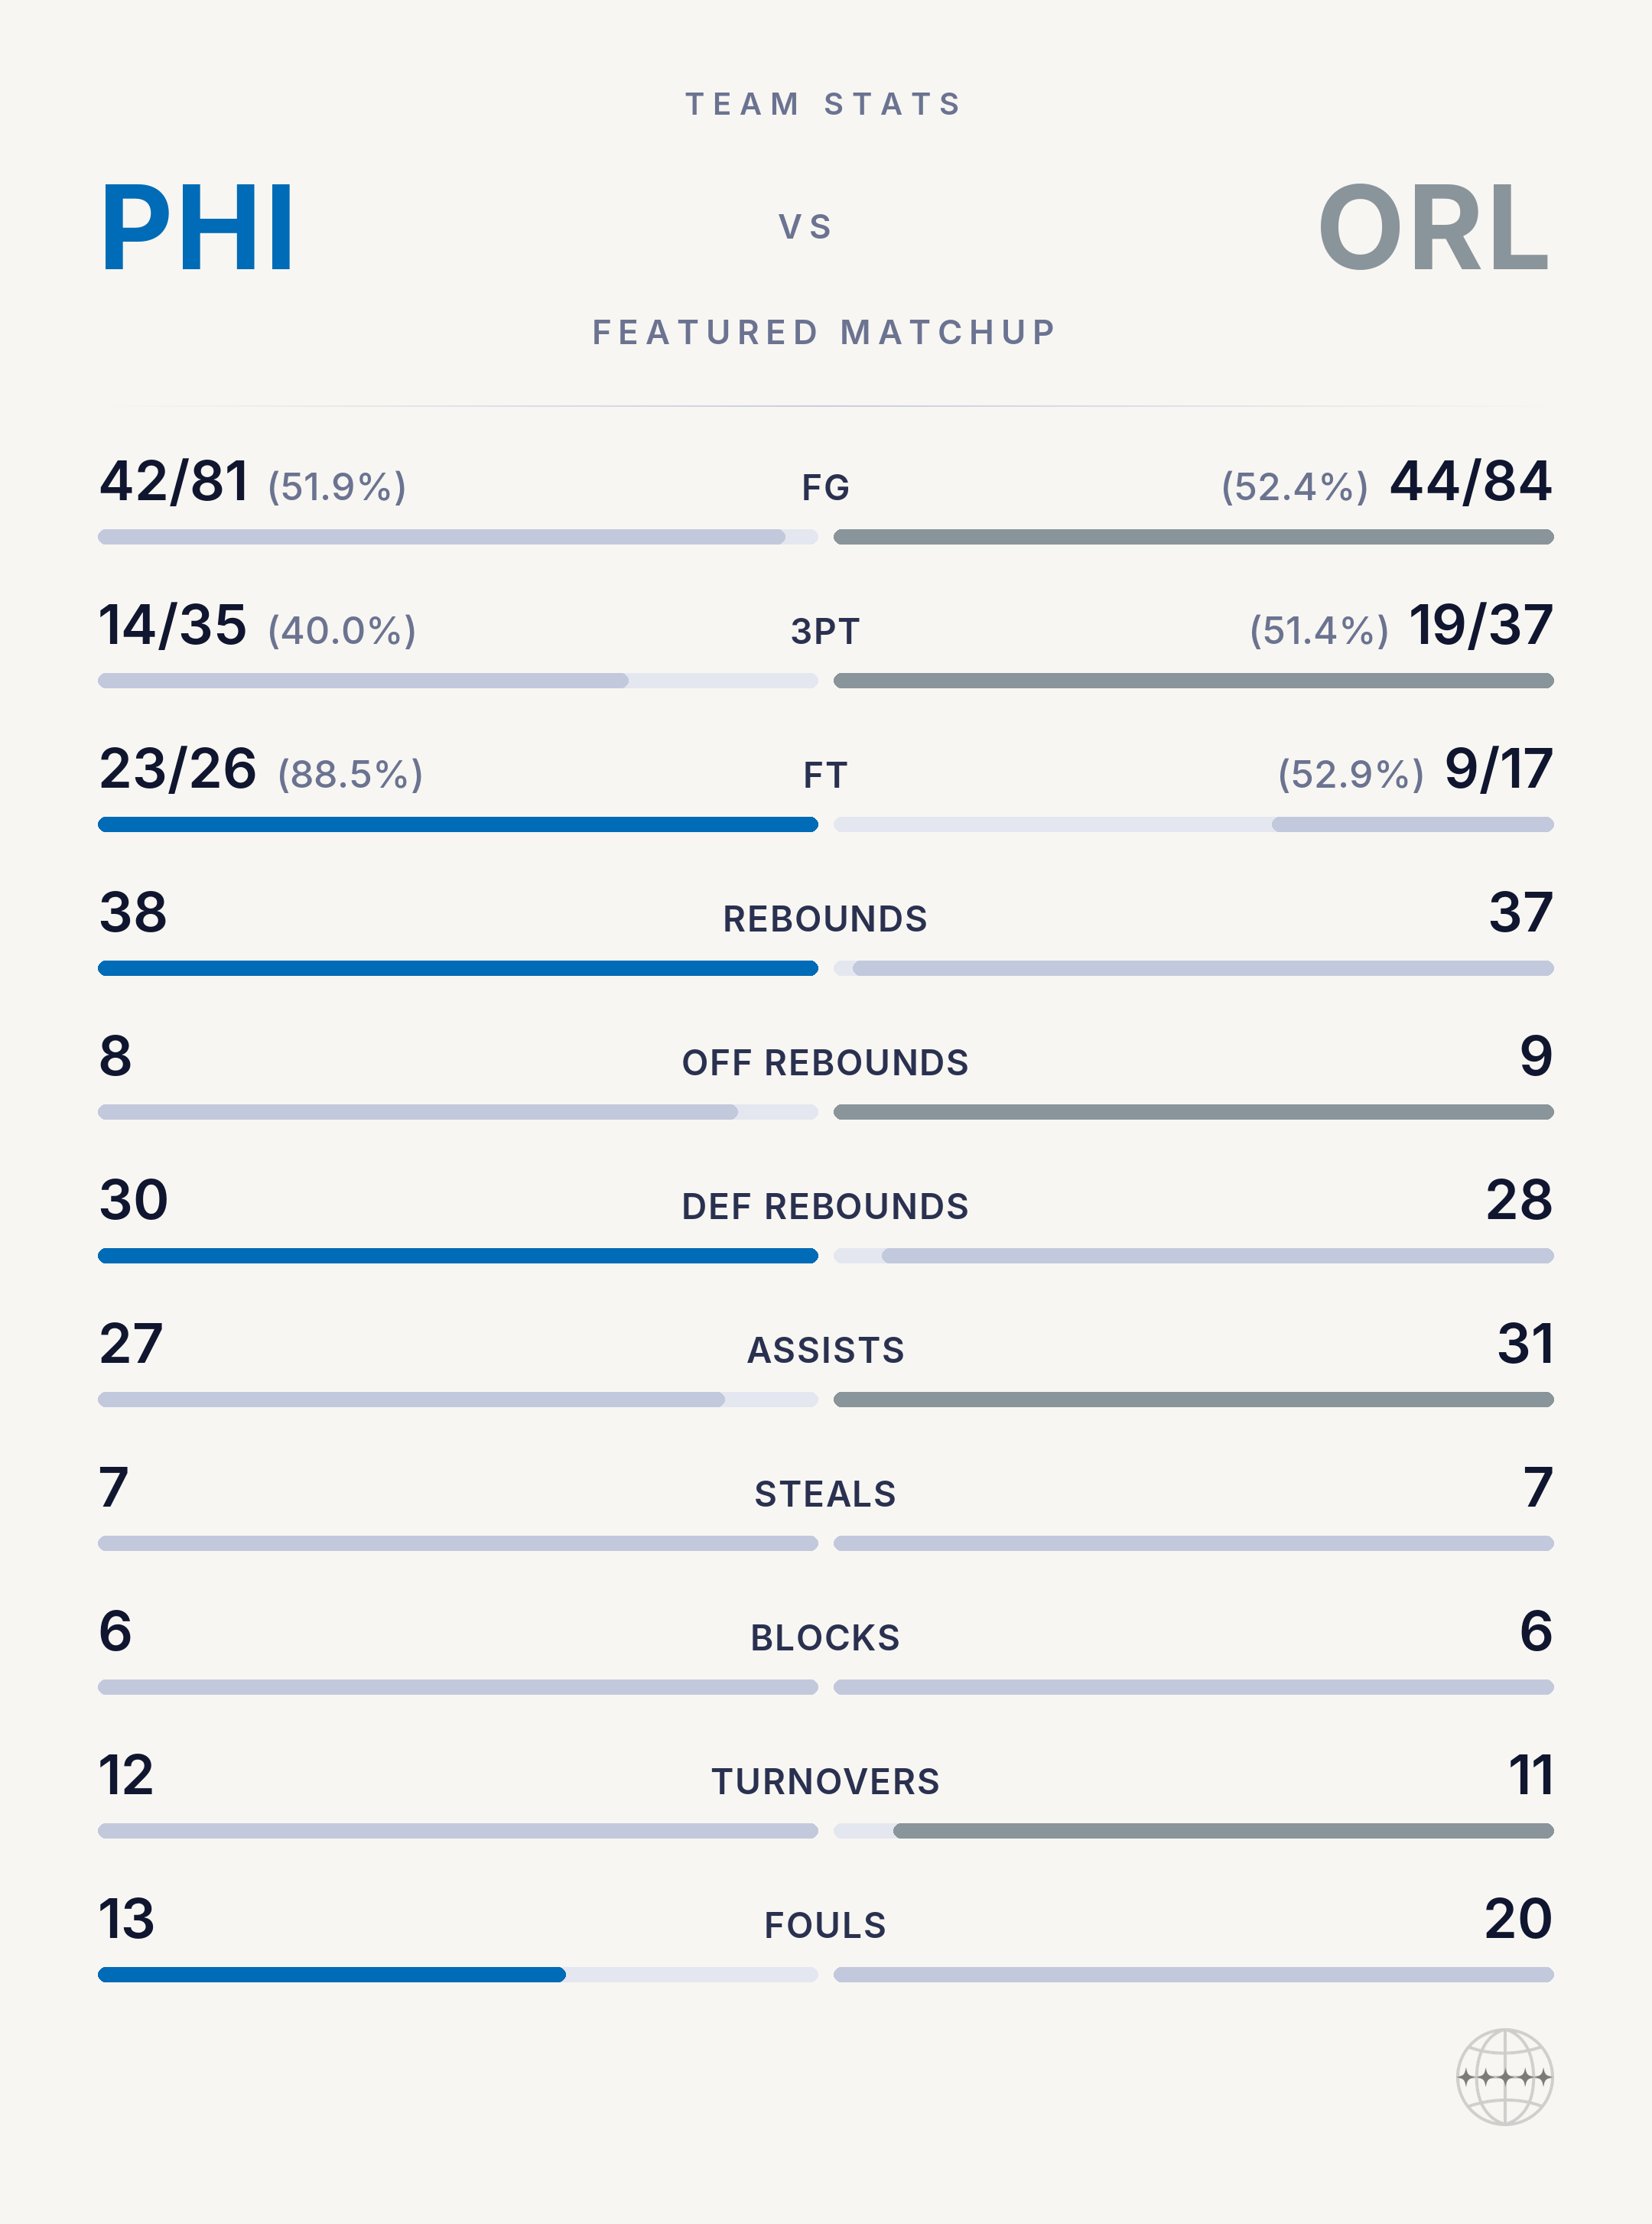 TEAM STATS
PHI VS ORL
FEATURED MATCHUP
42/81 (51.9%) FG (52.4%) 44/84
14/35 (40.0%) 3PT (51.4%) 19/37
23/26 (88.5%) FT (52.9%) 9/17
38 REBOUNDS 37
8 OFF REBOUNDS 9
30 DEF REBOUNDS 28
27 ASSISTS 31
7 STEALS 7
6 BLOCKS 6
12 TURNOVERS 11
13 FOULS 20